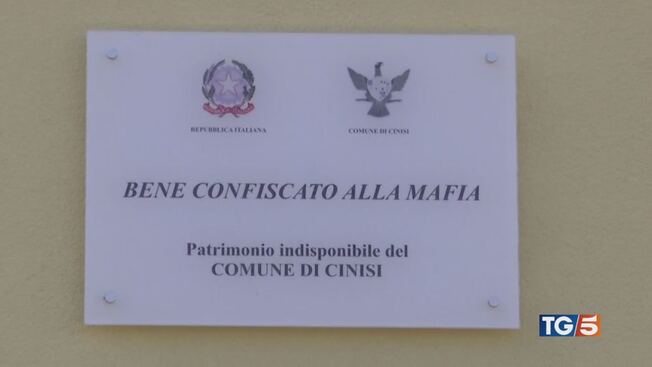 REPUBBLICA ITALIANA
COMUNE DI CINISI
BENE CONFISCATO ALLA MAFIA
Patrimonio indisponibile del
COMUNE DI CINISI
TG5